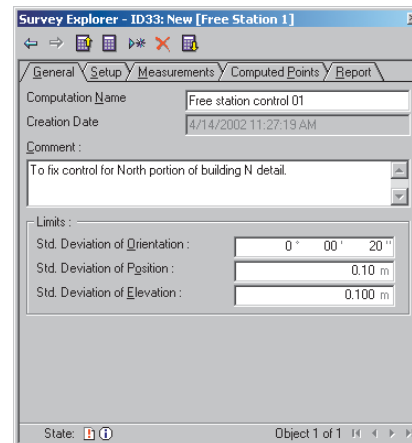 Survey Explorer - ID33: New [Free Station 1]
General Setup Measurements Computed Points Report
Computation Name Free station control 01
Creation Date 4/14/2002 11:27:19 AM
Comment :
To fix control for North portion of building N detail.
Limits :
Std. Deviation of Orientation : 0 ° 00 ' 20 "
Std. Deviation of Position : 0.10 m
Std. Deviation of Elevation : 0.100 m
State: Object 1 of 1